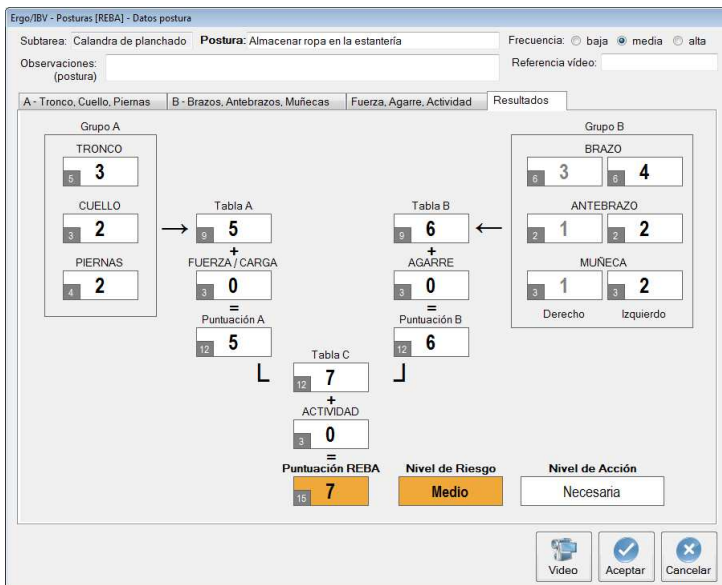 Ergo/IBV - Posturas [REBA] - Datos postura
Subtarea: Calandra de planchado Postura: Almacenar ropa en la estantería Frecuencia: baja media alta
Observaciones: (postura) Referencia vídeo:
A - Tronco, Cuello, Piernas B - Brazos, Antebrazos, Muñecas Fuerza, Agarre, Actividad Resultados
Grupo A Grupo B
TRONCO BRAZO
5 3 6 3 6 4
CUELLO Tabla A Tabla B ANTEBRAZO
3 2 → 9 5 9 6 ← 2 1 2 2
+ +
PIERNAS FUERZA / CARGA AGARRE MUÑECA
4 2 3 0 3 0 3 1 3 2
= =
Puntuación A Puntuación B Derecho Izquierdo
12 5 12 6
Tabla C
12 7
+
ACTIVIDAD
3 0
=
Puntuación REBA Nivel de Riesgo Nivel de Acción
15 7 Medio Necesaria
Video Aceptar Cancelar